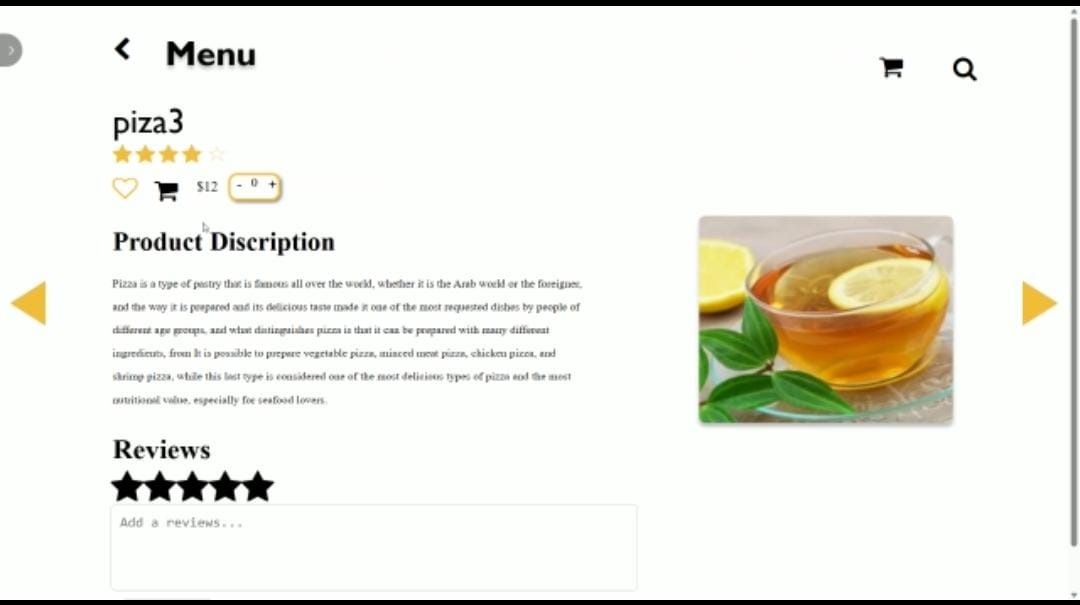 Menu
piza3
$12
- 0 +
Product Discription
Pizza is a type of pastry that is famous all over the world, whether it is the Arab world or the foreigner,
and the way it is prepared and its delicious taste made it one of the most requested dishes by people of
different age groups, and what distinguishes pizza is that it can be prepared with many different
ingredients, from It is possible to prepare vegetable pizza, minced meat pizza, chicken pizza, and
shrimp pizza, while this last type is considered one of the most delicious types of pizza and the most
nutritional value, especially for seafood lovers.
Reviews
Add a reviews...